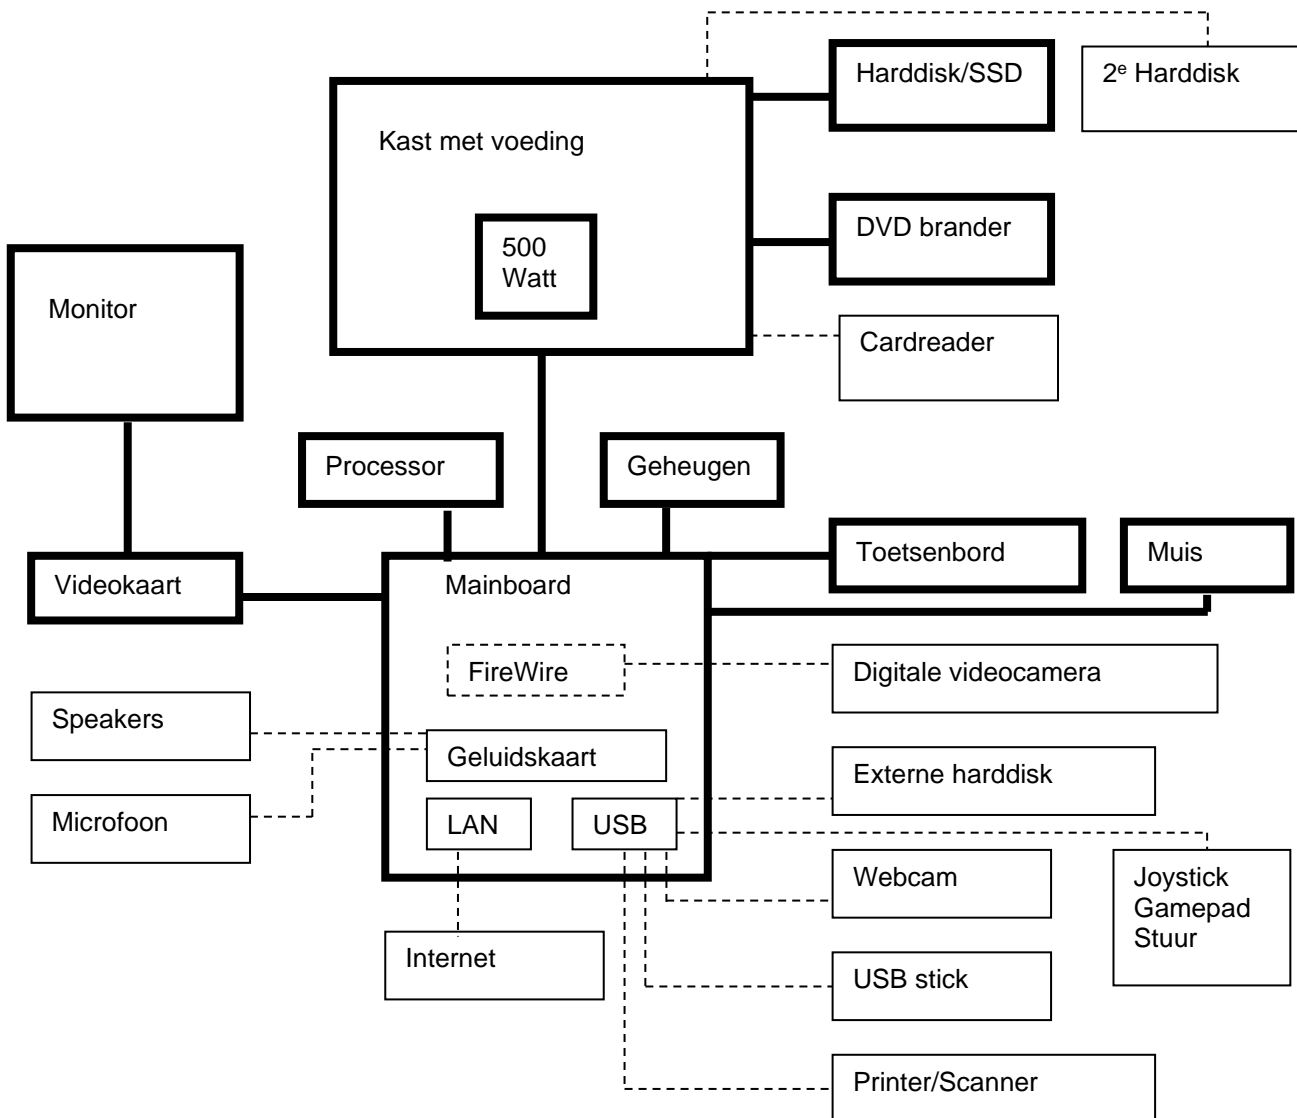 Harddisk/SSD
2e Harddisk
Kast met voeding
500
Watt
DVD brander
Monitor
Cardreader
Processor
Geheugen
Toetsenbord
Muis
Videokaart
Mainboard
FireWire
Digitale videocamera
Speakers
Geluidskaart
Externe harddisk
Microfoon
LAN
USB
Webcam
Joystick
Gamepad
Stuur
Internet
USB stick
Printer/Scanner